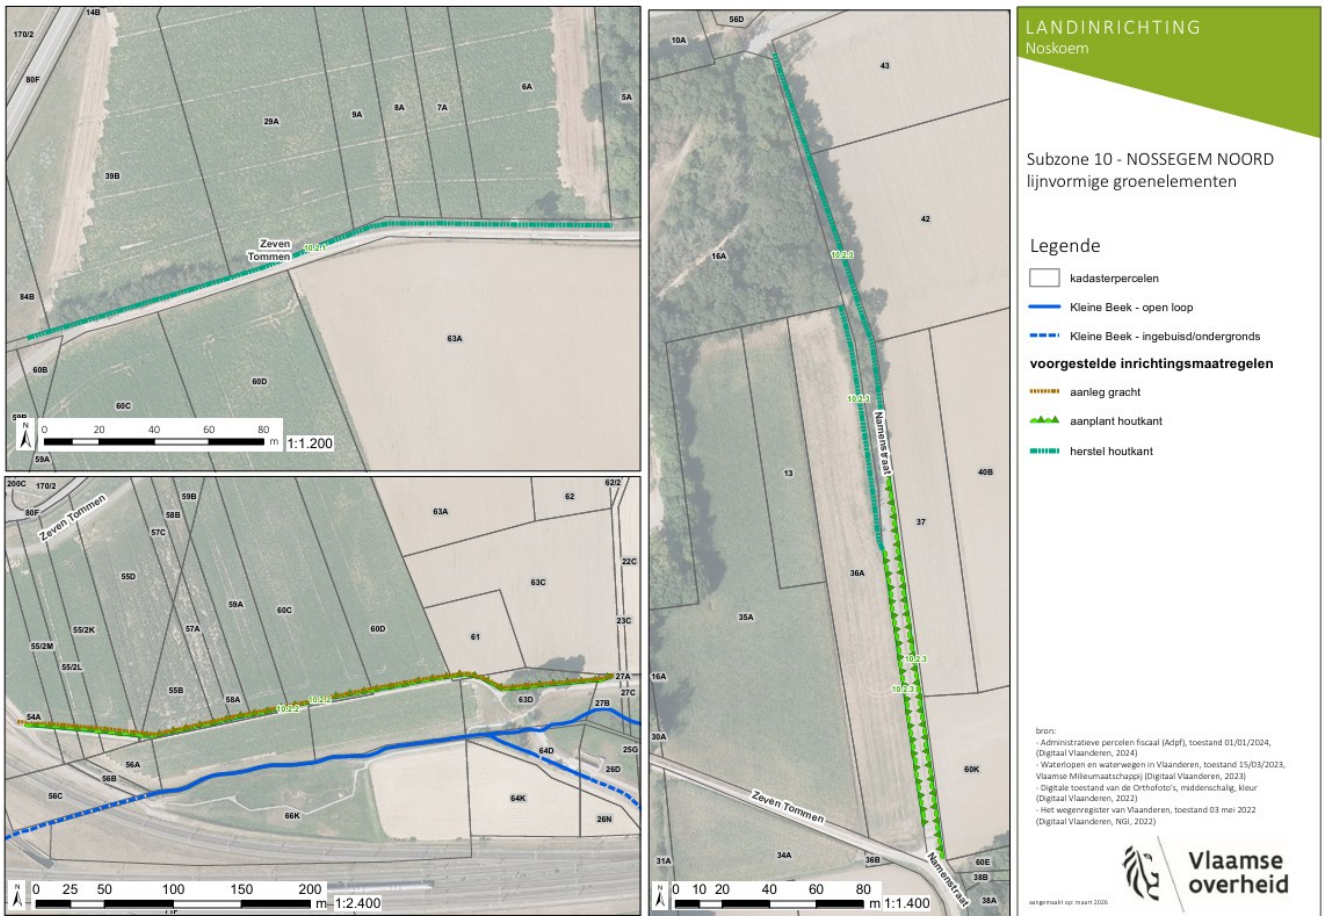 14B
170/2
80F
39B
29A
9A
8A
7A
6A
5A
Zeven
Tommen
10.2.1
84B
60B
60C
60D
63A
59A
N
0 20 40 60 80
m 1:1.200
200C
170/2
80F
Zeven Tommen
59B
58B
57C
55D
59A
60C
57A
60D
55/2K
55/2M
55/2L
55B
58A
54A
63A
62
62/2
22C
63C
23C
61
27A
27C
63D
27B
10.2.2
10.2.2
56A
56B
56C
66K
64D
25G
26D
64K
26N
N
0 25 50 100 150 200
m 1:2.400
56D
10A
43
42
16A
10.2.3
10.2.3
Namenstraat
13
40B
37
36A
35A
10.2.3
10.2.3
16A
30A
60K
Zeven Tommen
31A
34A
36B
Namenstraat
60E
38B
38A
N
0 10 20 40 60 80
m 1:1.400
LANDINRICHTING
Noskoem
Subzone 10 - NOSSEGEM NOORD
lijnvormige groenelementen
Legende
kadasterpercelen
Kleine Beek - open loop
Kleine Beek - ingebuisd/ondergronds
voorgestelde inrichtingsmaatregelen
aanleg gracht
aanplant houtkant
herstel houtkant
bron:
- Administratieve percelen fiscaal (Adpf), toestand 01/01/2024,
(Digitaal Vlaanderen, 2024)
- Waterlopen en waterwegen in Vlaanderen, toestand 15/03/2023,
Vlaamse Milieumaatschappij (Digitaal Vlaanderen, 2023)
- Digitale toestand van de Orthofoto's, middenschalig, kleur
(Digitaal Vlaanderen, 2022)
- Het wegenregister van Vlaanderen, toestand 03 mei 2022
(Digitaal Vlaanderen, NGI, 2022)
Vlaamse
overheid
aangemaakt op: maart 2026